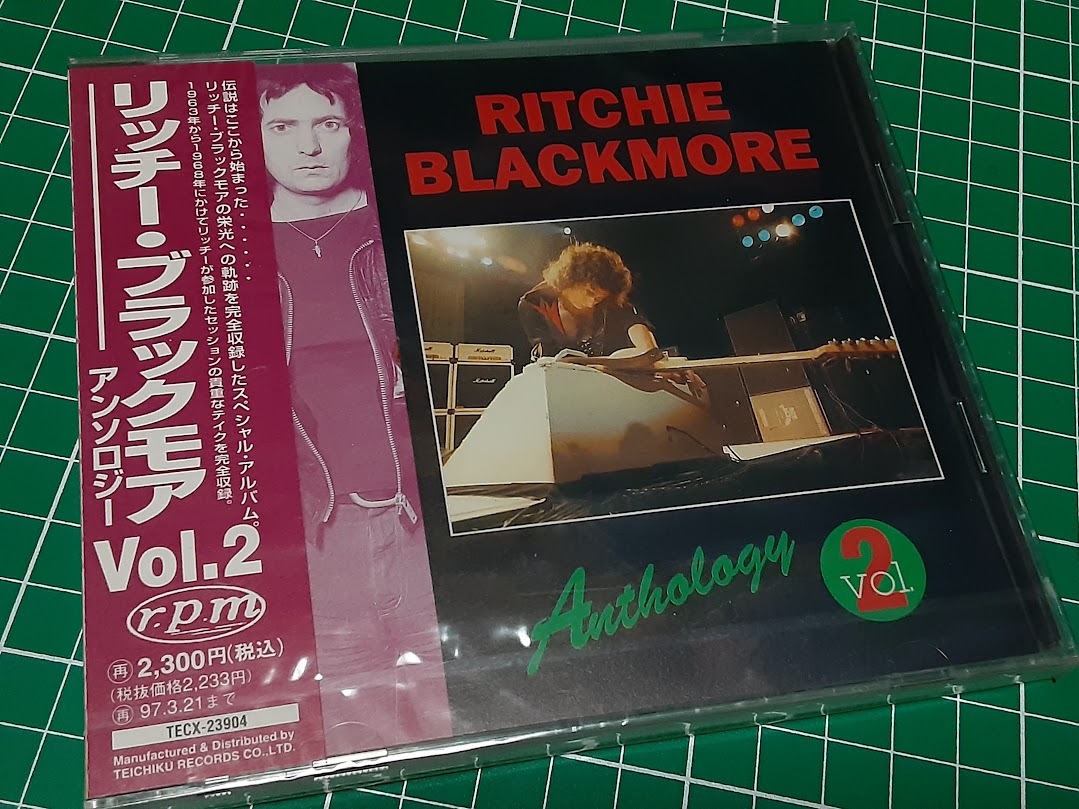 リッチー・ブラックモア
アンソロジー
Vol.2
伝説はここから始まった・・・・・・
リッチー・ブラックモアの栄光への軌跡を完全収録したスペシャル・アルバム。
1963年から1968年にかけてリッチーが参加したセッションの貴重なテイクを完全収録。
r.p.m
再 2,300円(税込)
(税抜価格2,233円)
再 97.3.21まで
TECX-23904
Manufactured & Distributed by
TEICHIKU RECORDS CO.,LTD.
RITCHIE
BLACKMORE
Marshall
Marshall
Anthology
2
vol.